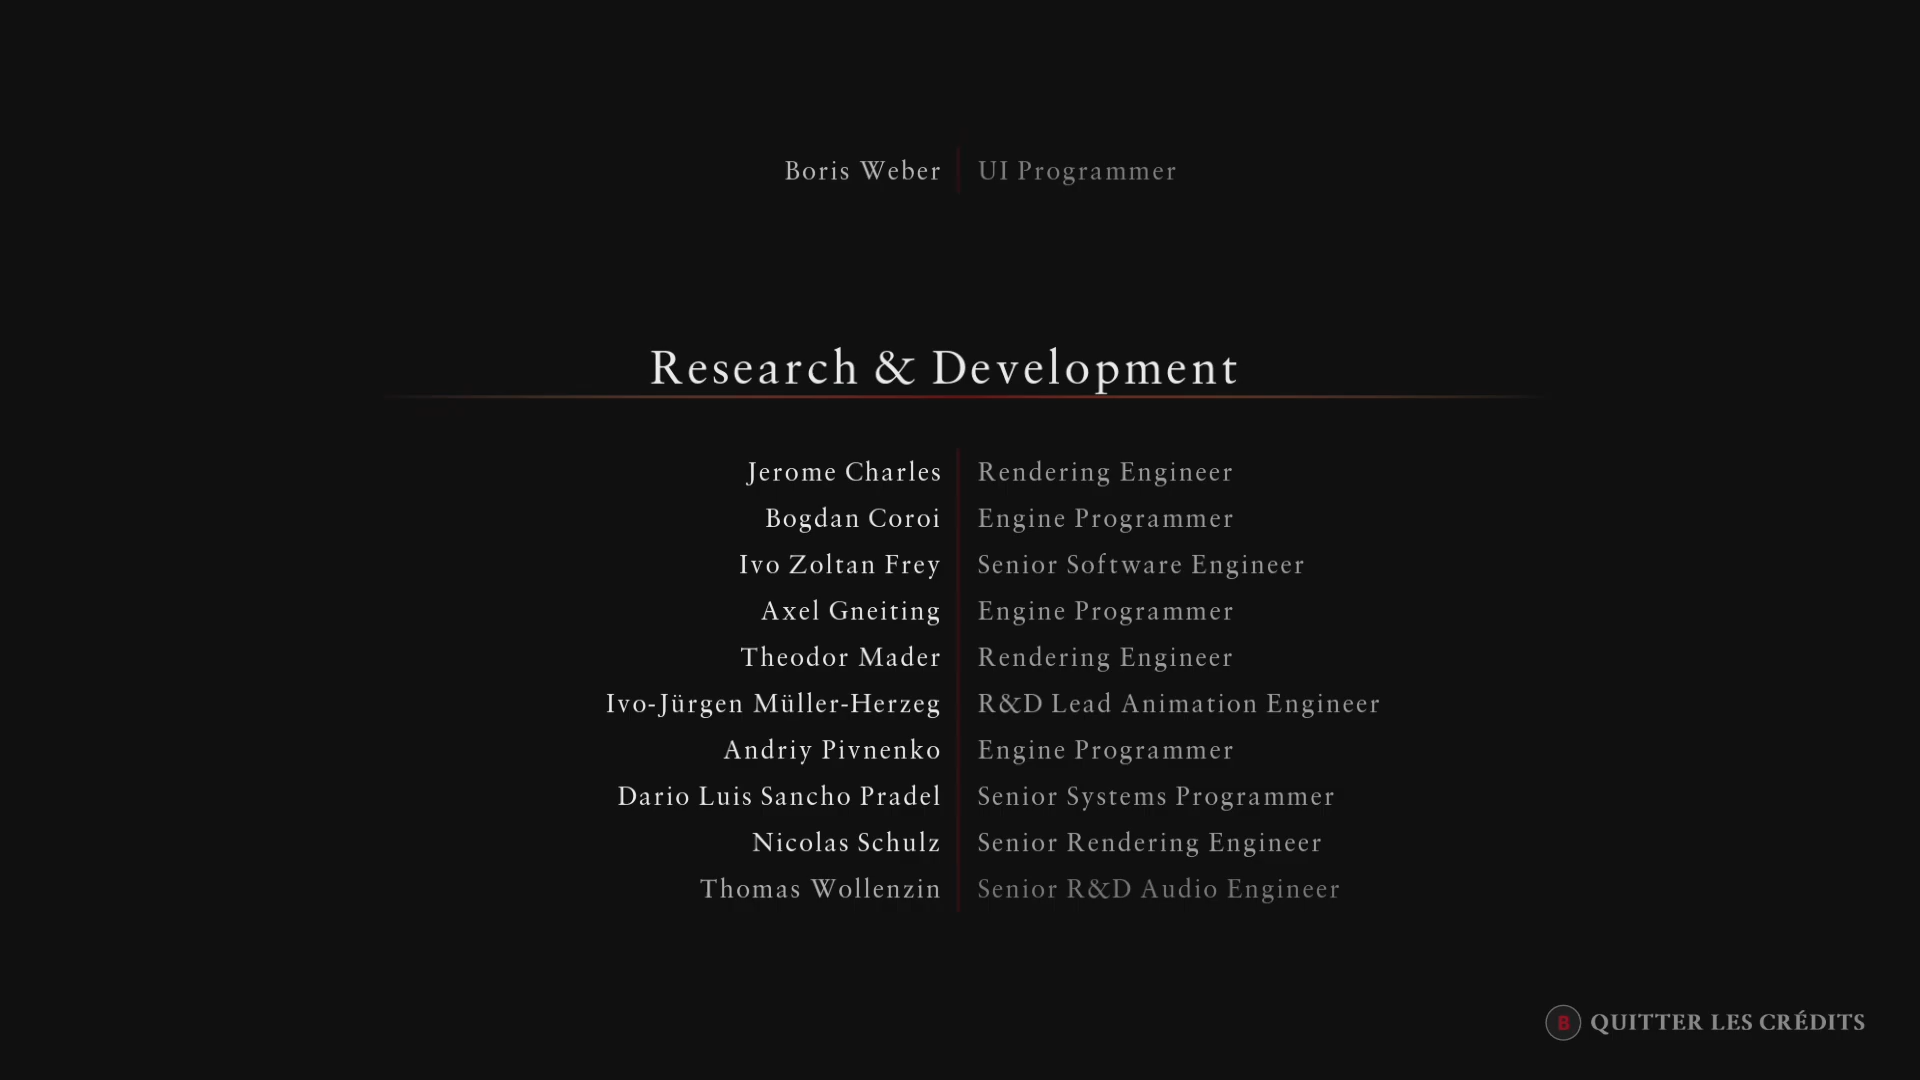 Boris Weber UI Programmer
Research & Development
Jerome Charles Rendering Engineer
Bogdan Coroi Engine Programmer
Ivo Zoltan Frey Senior Software Engineer
Axel Gneiting Engine Programmer
Theodor Mader Rendering Engineer
Ivo-Jürgen Müller-Herzeg R&D Lead Animation Engineer
Andriy Pivnenko Engine Programmer
Dario Luis Sancho Pradel Senior Systems Programmer
Nicolas Schulz Senior Rendering Engineer
Thomas Wollenzin Senior R&D Audio Engineer
B QUITTER LES CRÉDITS